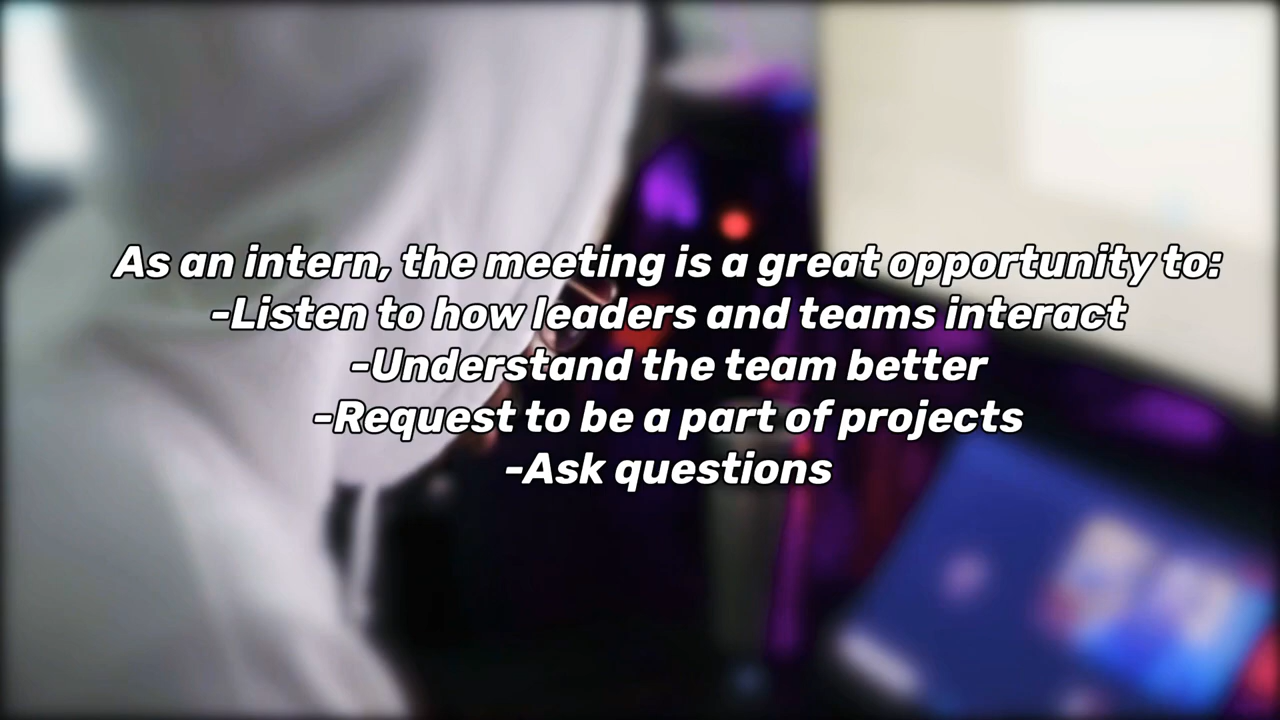 As an intern, the meeting is a great opportunity to:
-Listen to how leaders and teams interact
-Understand the team better
-Request to be a part of projects
-Ask questions